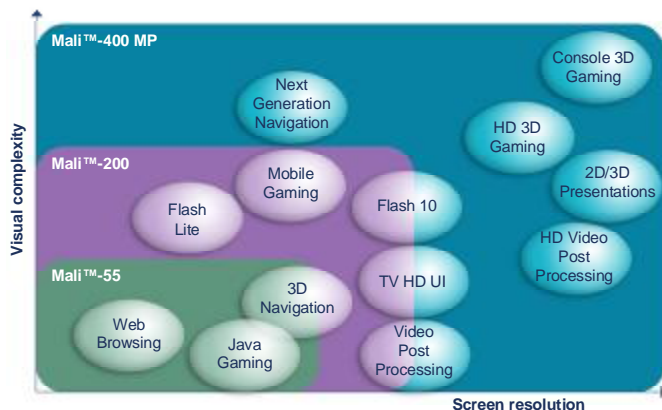 Mali™-400 MP
Console 3D
Gaming
Next
Generation
Navigation
HD 3D
Gaming
Mali™-200
Mobile
Gaming
2D/3D
Presentations
Flash
Lite
Flash 10
HD Video
Post
Processing
Mali™-55
3D
Navigation
TV HD UI
Web
Browsing
Java
Gaming
Video
Post
Processing
Visual complexity
Screen resolution